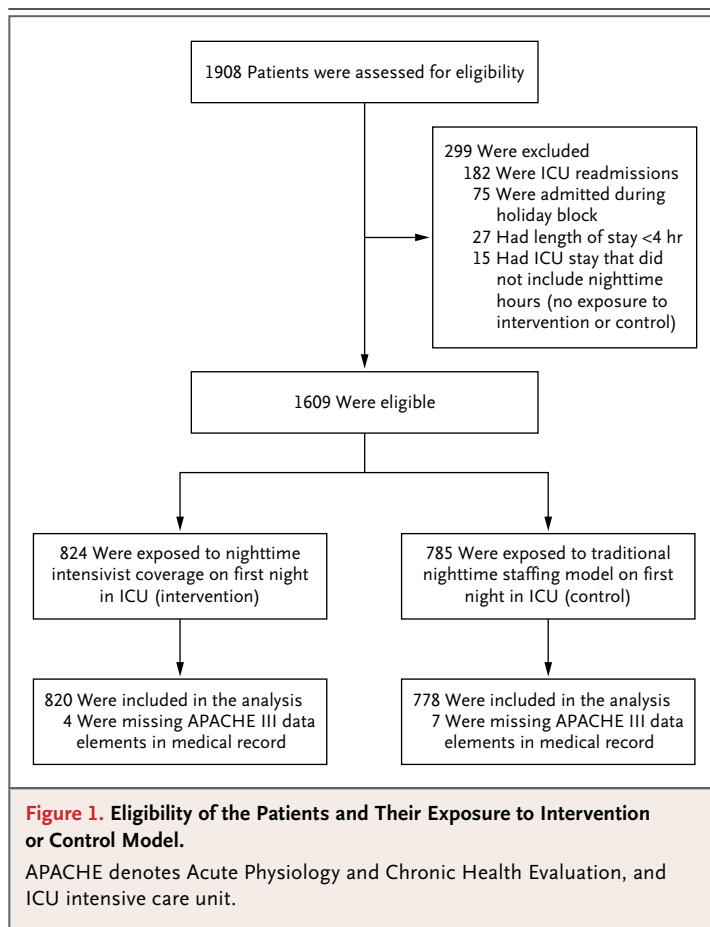 1908 Patients were assessed for eligibility
299 Were excluded
182 Were ICU readmissions
75 Were admitted during
holiday block
27 Had length of stay <4 hr
15 Had ICU stay that did
not include nighttime
hours (no exposure to
intervention or control)
1609 Were eligible
824 Were exposed to nighttime
intensivist coverage on first night
in ICU (intervention)
785 Were exposed to traditional
nighttime staffing model on first
night in ICU (control)
820 Were included in the analysis
4 Were missing APACHE III data
elements in medical record
778 Were included in the analysis
7 Were missing APACHE III data
elements in medical record
Figure 1. Eligibility of the Patients and Their Exposure to Intervention
or Control Model.
APACHE denotes Acute Physiology and Chronic Health Evaluation, and
ICU intensive care unit.